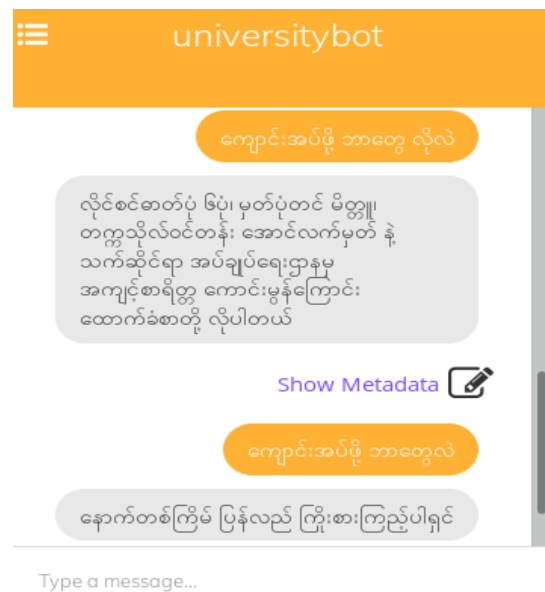 universitybot
ကျောင်းအပ်ဖို့ ဘာတွေ လိုလဲ
လိုင်စင်ဓာတ်ပုံ ၆ပုံ၊ မှတ်ပုံတင် မိတ္တူ၊
တက္ကသိုလ်ဝင်တန်း အောင်လက်မှတ် နဲ့
သက်ဆိုင်ရာ အပ်ချုပ်ရေးဌာနမှ
အကျင့်စာရိတ္တ ကောင်းမွန်ကြောင်း
ထောက်ခံစာတို့ လိုပါတယ်
Show Metadata
ကျောင်းအပ်ဖို့ ဘာတွေလဲ
နောက်တစ်ကြိမ် ပြန်လည် ကြိုးစားကြည့်ပါရှင်
Type a message...